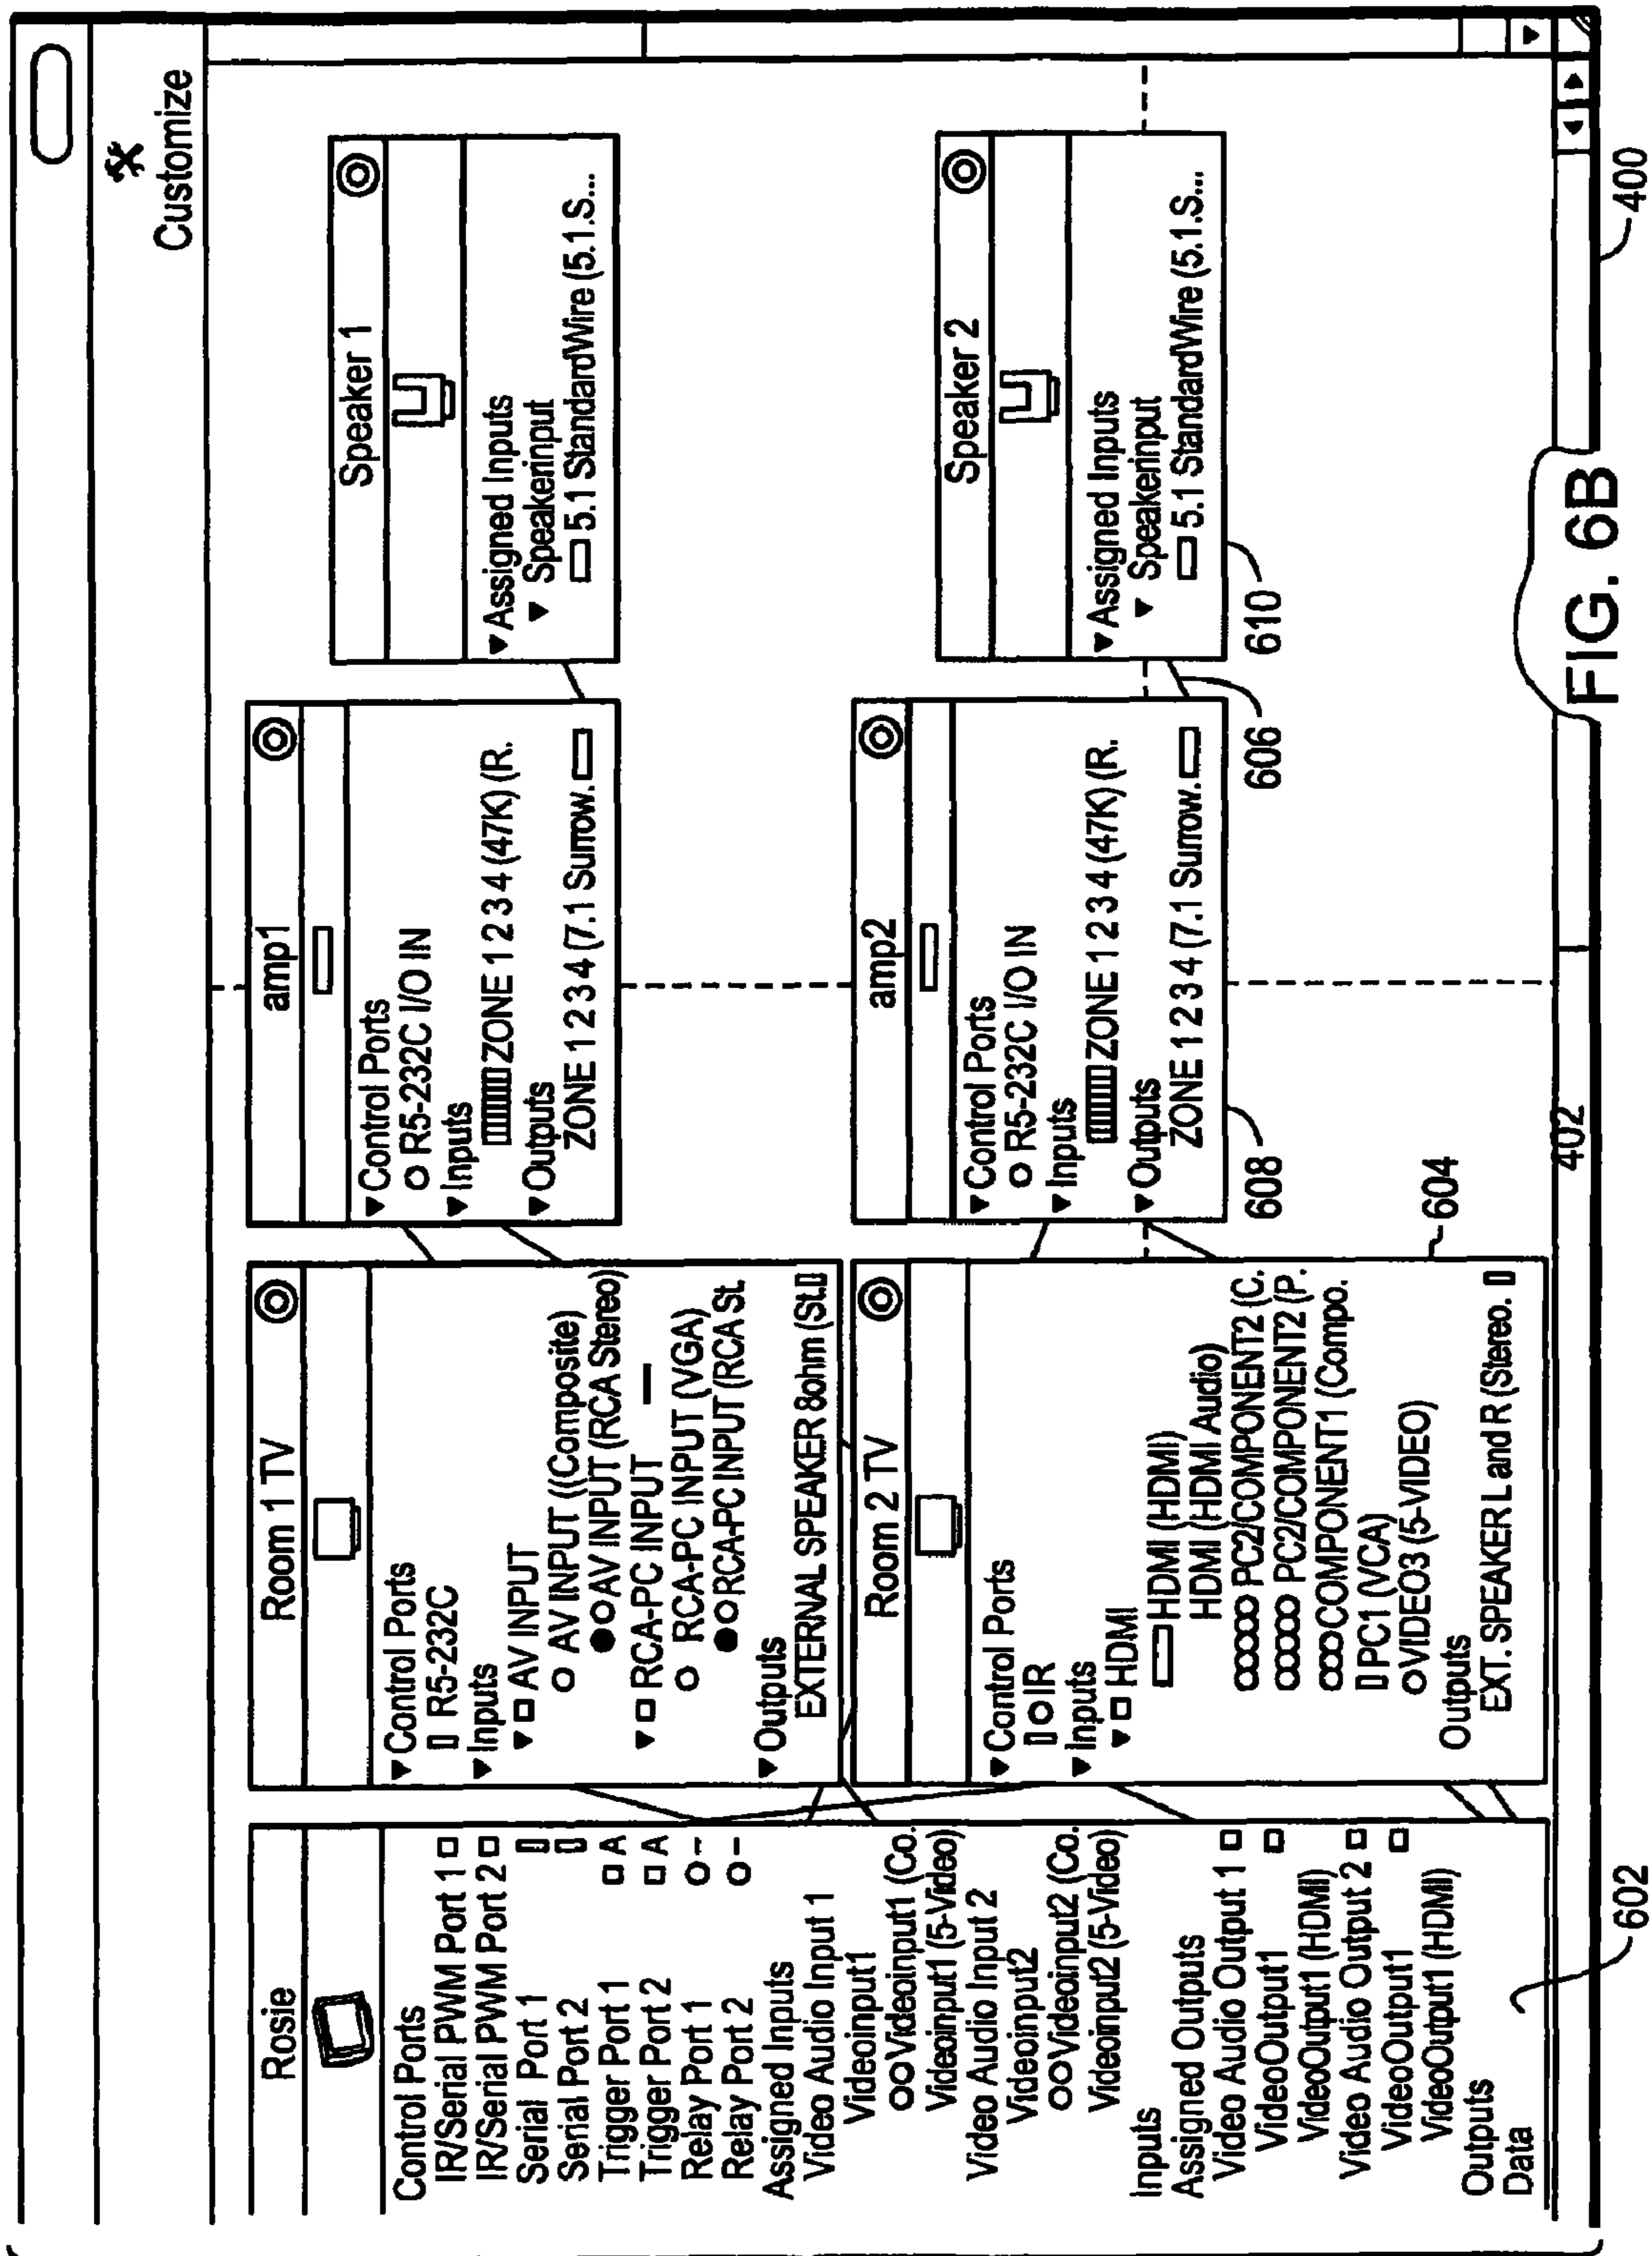 Customize
Rosie
Control Ports
IR/Serial PWM Port 1
IR/Serial PWM Port 2
Serial Port 1
Serial Port 2
Trigger Port 1 A
Trigger Port 2 A
Relay Port 1
Relay Port 2
Assigned Inputs
Video Audio Input 1
Videoinput1
Videoinput1 (Co.
Videoinput1 (5-Video)
Video Audio Input 2
Videoinput2
Videoinput2 (Co.
Videoinput2 (5-Video)
Inputs
Assigned Outputs
Video Audio Output 1
VideoOutput1
VideoOutput1 (HDMI)
Video Audio Output 2
VideoOutput1
VideoOutput1 (HDMI)
Outputs
Data
602
Room 1 TV
Control Ports
R5-232C
Inputs
AV INPUT
AV INPUT ((Composite)
AV INPUT (RCA Stereo)
RCA-PC INPUT
RCA-PC INPUT (VGA)
RCA-PC INPUT (RCA St.
Outputs
EXTERNAL SPEAKER 8ohm (St.
Room 2 TV
Control Ports
IR
Inputs
HDMI
HDMI (HDMI)
HDMI (HDMI Audio)
PC2/COMPONENT2 (C.
PC2/COMPONENT2 (P.
COMPONENT1 (Compo.
PC1 (VCA)
VIDEO3 (5-VIDEO)
Outputs
EXT. SPEAKER L and R (Stereo.
604
amp1
Control Ports
R5-232C I/O IN
Inputs
ZONE 1 2 3 4 (47K) (R.
Outputs
ZONE 1 2 3 4 (7.1 Surrow.
amp2
Control Ports
R5-232C I/O IN
Inputs
ZONE 1 2 3 4 (47K) (R.
Outputs
ZONE 1 2 3 4 (7.1 Surrow.
608
606
Speaker 1
Assigned Inputs
Speakerinput
5.1 StandardWire (5.1.S...
Speaker 2
Assigned Inputs
Speakerinput
5.1 StandardWire (5.1.S...
610
402
400
FIG. 6B